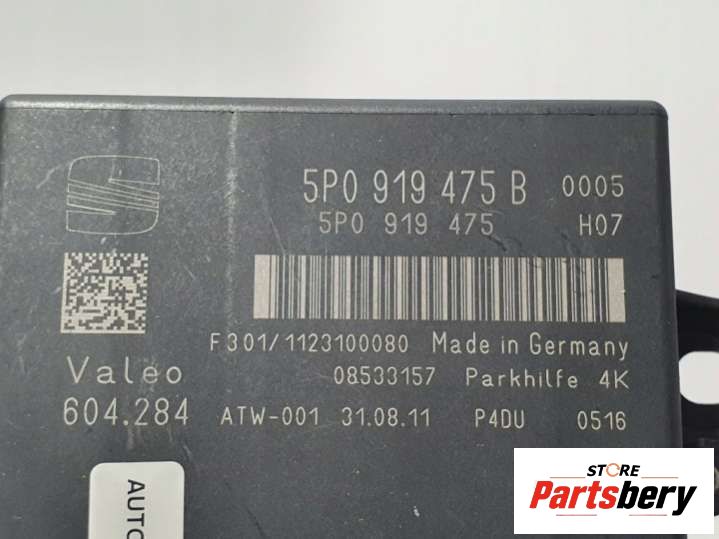 5P0 919 475 B 0005
5P0 919 475 H07
F301/1123100080 Made in Germany
Valeo 08533157 Parkhilfe 4K
604.284 ATW-001 31.08.11 P4DU 0516
AUTO
STORE
Partsbery